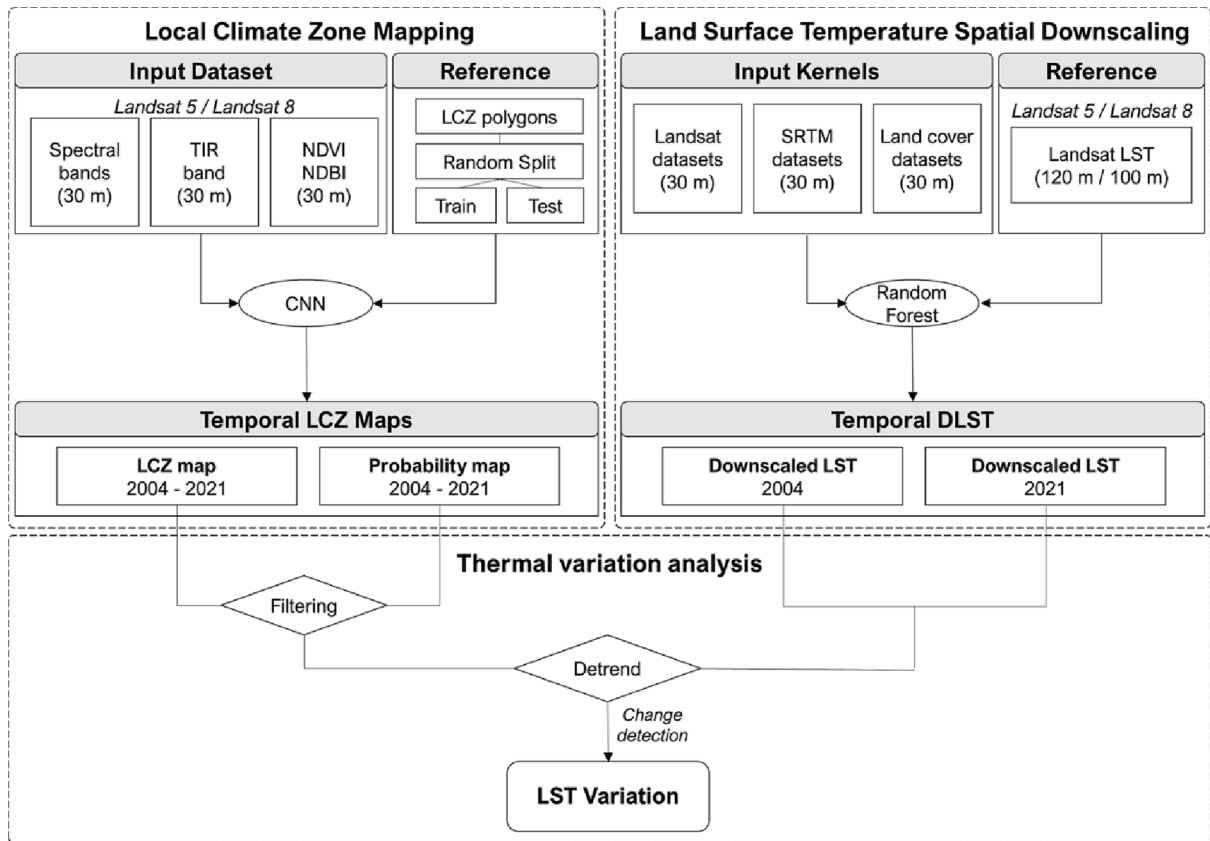 Local Climate Zone Mapping
Input Dataset
Landsat 5 / Landsat 8
Spectral
bands
(30 m)
TIR
band
(30 m)
NDVI
NDBI
(30 m)
Reference
LCZ polygons
Random Split
Train
Test
CNN
Temporal LCZ Maps
LCZ map
2004 - 2021
Probability map
2004 - 2021
Land Surface Temperature Spatial Downscaling
Input Kernels
Landsat
datasets
(30 m)
SRTM
datasets
(30 m)
Land cover
datasets
(30 m)
Reference
Landsat 5 / Landsat 8
Landsat LST
(120 m / 100 m)
Random
Forest
Temporal DLST
Downscaled LST
2004
Downscaled LST
2021
Thermal variation analysis
Filtering
Detrend
Change
detection
LST Variation